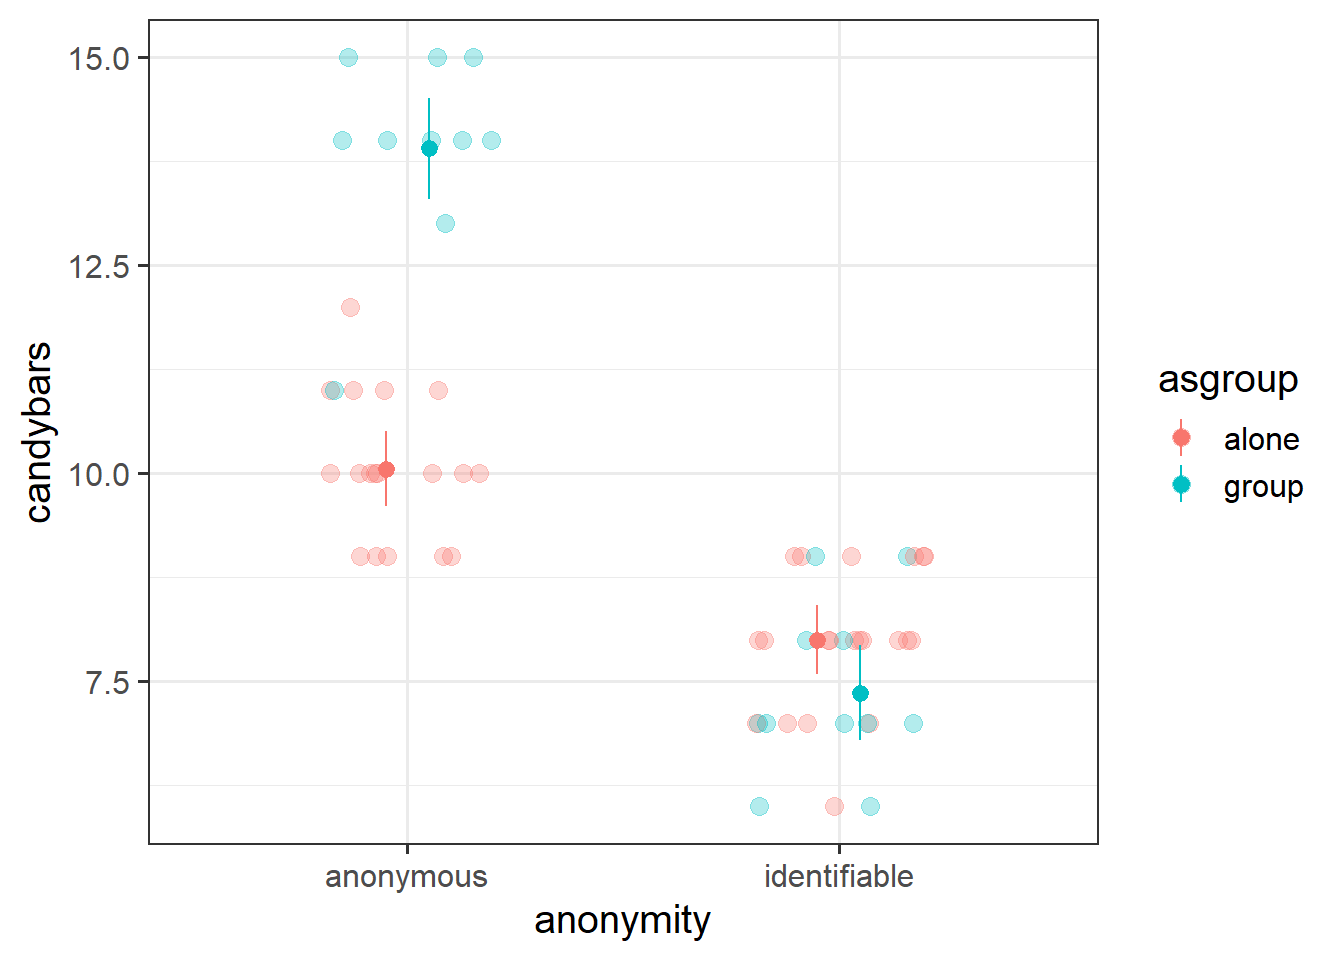 15.0
12.5
10.0
7.5
candybars
anonymous
identifiable
anonymity
asgroup
alone
group